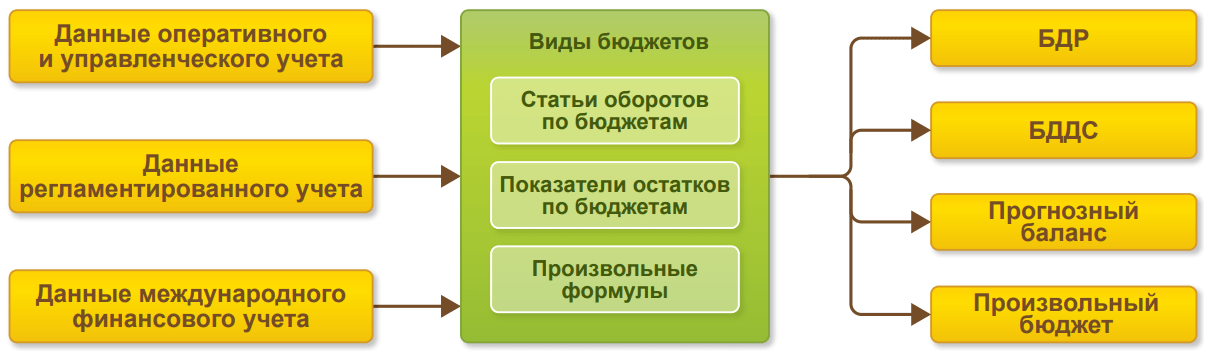 Данные оперативного
и управленческого учета
Данные
регламентированного учета
Данные международного
финансового учета
Виды бюджетов
Статьи оборотов
по бюджетам
Показатели остатков
по бюджетам
Произвольные
формулы
БДР
БДДС
Прогнозный
баланс
Произвольный
бюджет